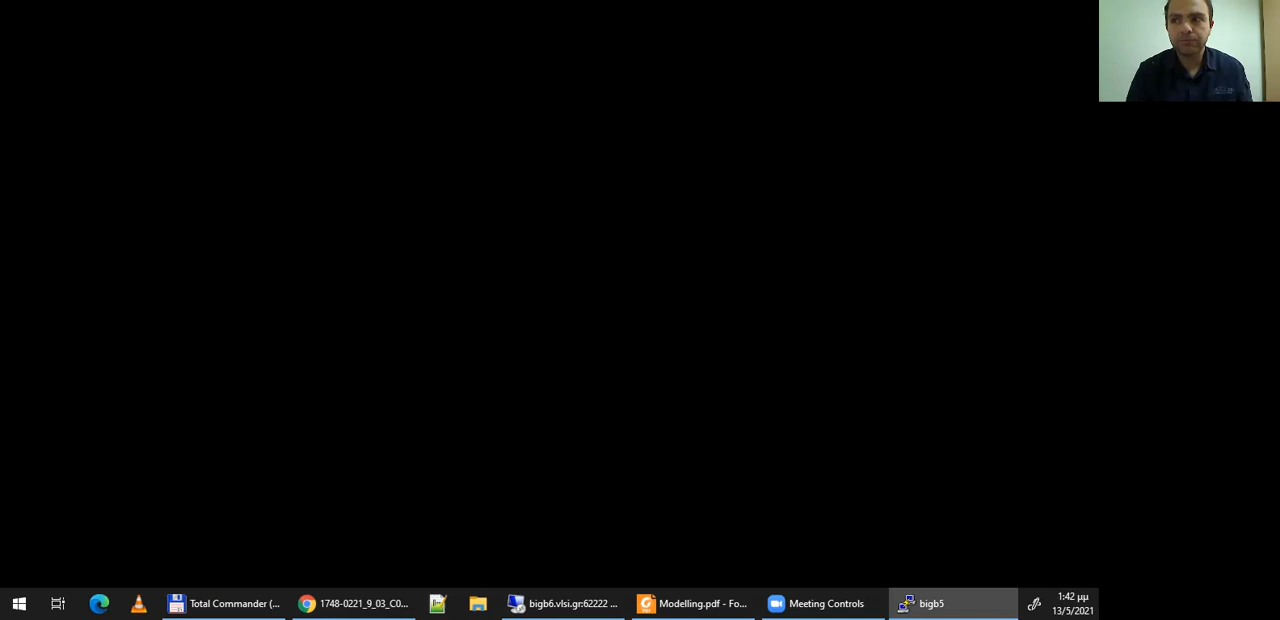 Total Commander (...
1748-0221_9_03_C0...
bigb6.vlsi.gr:62222 ...
Modelling.pdf - Fo...
Meeting Controls
bigb5
1:42 μμ
13/5/2021